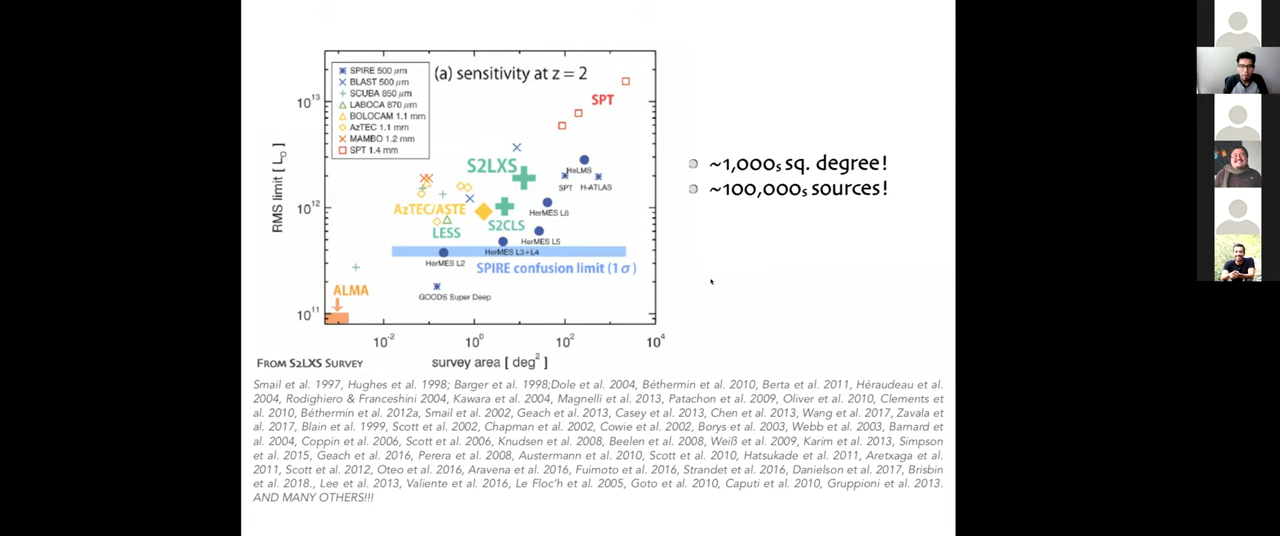 (a) sensitivity at z = 2
SPIRE 500 µm
BLAST 500 µm
SCUBA 850 µm
LABOCA 870 µm
BOLOCAM 1.1 mm
AzTEC 1.1 mm
MAMBO 1.2 mm
SPT 1.4 mm
SPT
S2LXS
HeLMS
SPT
H-ATLAS
AzTEC/ASTE
HerMES L6
LESS
S2CLS
HerMES L5
HerMES L3+L4
HerMES L2
SPIRE confusion limit (1σ)
ALMA
GOODS Super Deep
RMS limit [ L⊙ ]
10^13
10^12
10^11
10^-2
10^0
10^2
10^4
survey area [ deg^2 ]
From S2LXS Survey
~1,000s sq. degree!
~100,000s sources!
Smail et al. 1997, Hughes et al. 1998; Barger et al. 1998;Dole et al. 2004, Béthermin et al. 2010, Berta et al. 2011, Héraudeau et al.
2004, Rodighiero & Franceshini 2004, Kawara et al. 2004, Magnelli et al. 2013, Patachon et al. 2009, Oliver et al. 2010, Clements et
al. 2010, Béthermin et al. 2012a, Smail et al. 2002, Geach et al. 2013, Casey et al. 2013, Chen et al. 2013, Wang et al. 2017, Zavala et
al. 2017, Blain et al. 1999, Scott et al. 2002, Chapman et al. 2002, Cowie et al. 2002, Borys et al. 2003, Webb et al. 2003, Barnard et
al. 2004, Coppin et al. 2006, Scott et al. 2006, Knudsen et al. 2008, Beelen et al. 2008, Weiß et al. 2009, Karim et al. 2013, Simpson
et al. 2015, Geach et al. 2016, Perera et al. 2008, Austermann et al. 2010, Scott et al. 2010, Hatsukade et al. 2011, Aretxaga et al.
2011, Scott et al. 2012, Oteo et al. 2016, Aravena et al. 2016, Fuimoto et al. 2016, Strandet et al. 2016, Danielson et al. 2017, Brisbin
et al. 2018., Lee et al. 2013, Valiente et al. 2016, Le Floc'h et al. 2005, Goto et al. 2010, Caputi et al. 2010, Gruppioni et al. 2013.
AND MANY OTHERS!!!